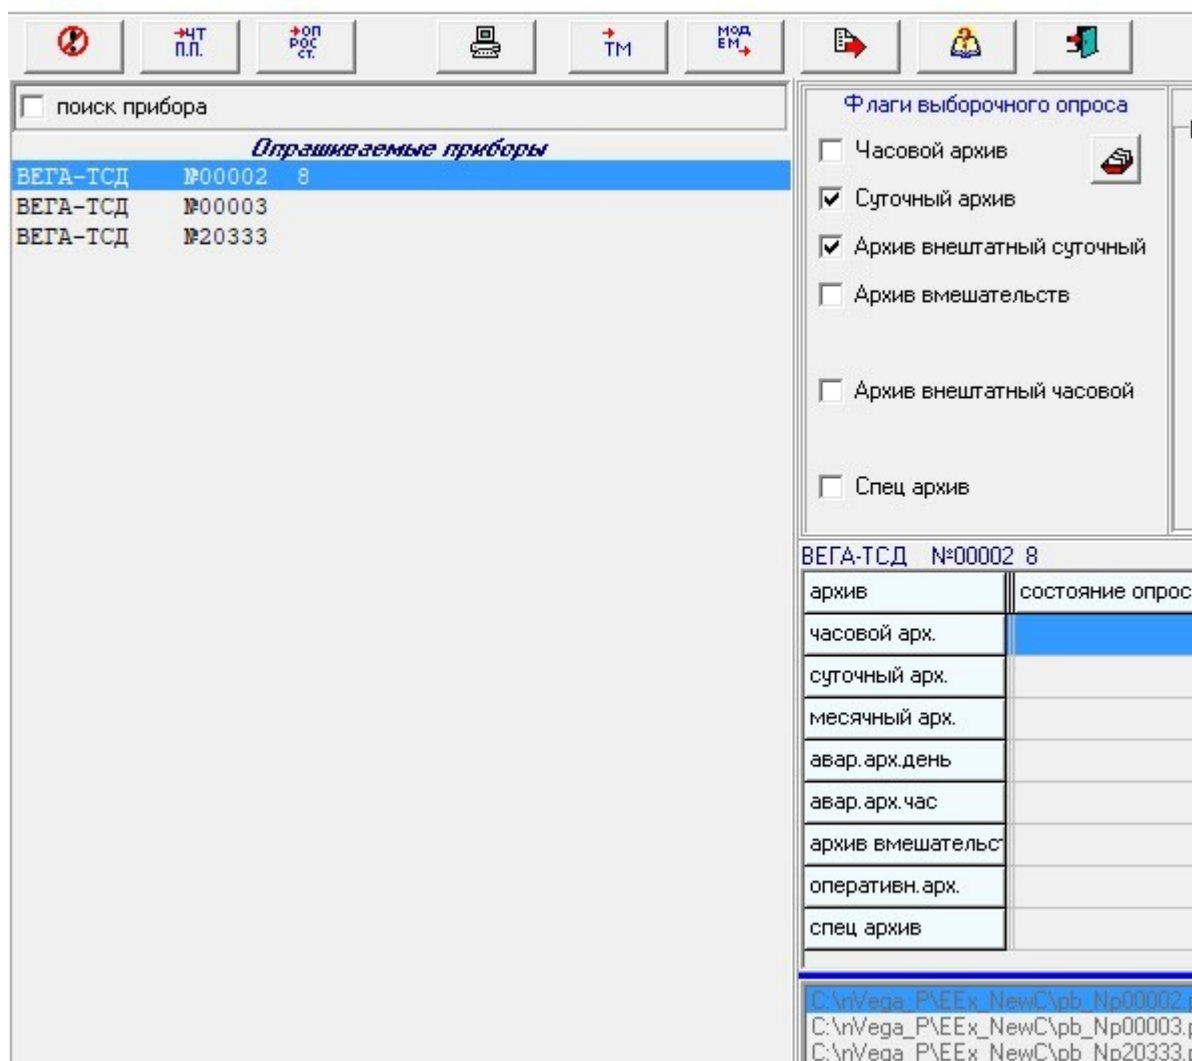 →ЧТ П.П.
→ОП РОС СТ.
→ ТМ
МОД ЕМ→
поиск прибора
Опрашиваемые приборы
ВЕГА-ТСД №00002 8
ВЕГА-ТСД №00003
ВЕГА-ТСД №20333
Флаги выборочного опроса
Часовой архив
Суточный архив
Архив внештатный суточный
Архив вмешательств
Архив внештатный часовой
Спец архив
ВЕГА-ТСД №00002 8
архив состояние опрос
часовой арх.
суточный арх.
месячный арх.
авар.арх.день
авар.арх.час
архив вмешательс
оперативн.арх.
спец архив
C:\nVega_P\EEx_NewC\pb_Np00002.p
C:\nVega_P\EEx_NewC\pb_Np00003.p
C:\nVega_P\EEx_NewC\pb_Np20333.p